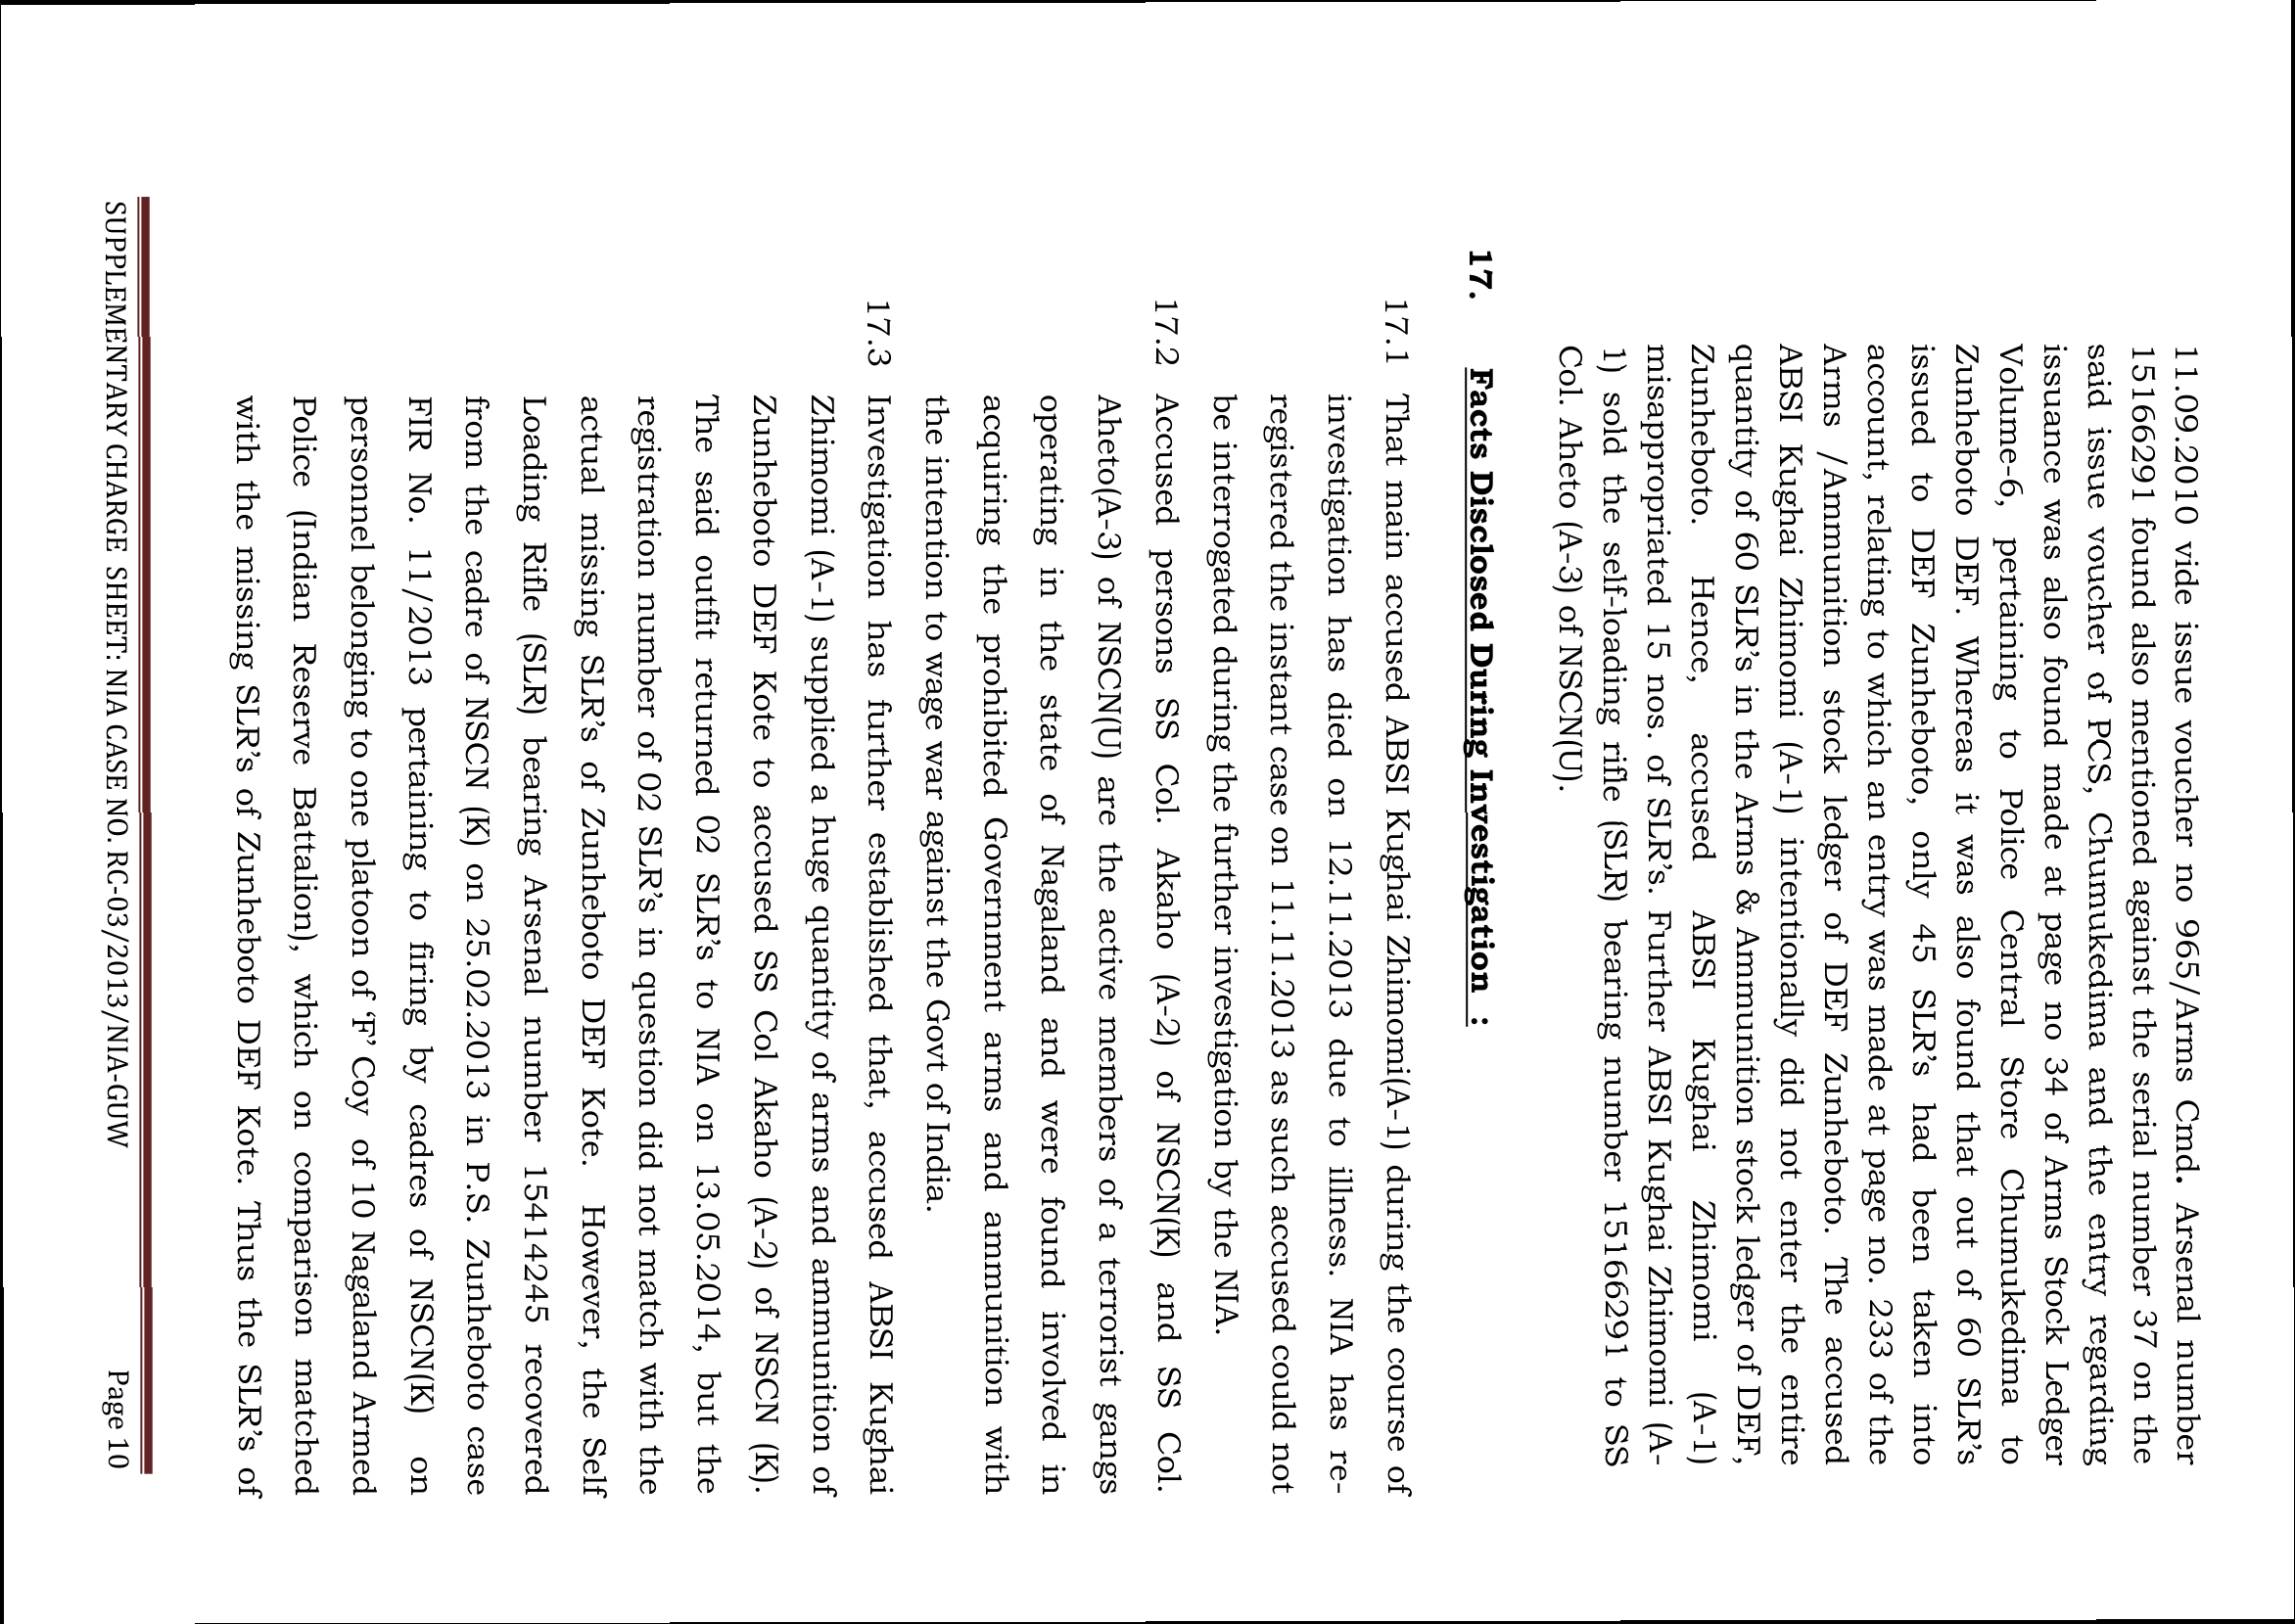 11.09.2010 vide issue voucher no 965/Arms Cmd. Arsenal number
15166291 found also mentioned against the serial number 37 on the
said issue voucher of PCS, Chumukedima and the entry regarding
issuance was also found made at page no 34 of Arms Stock Ledger
Volume-6, pertaining to Police Central Store Chumukedima to
Zunheboto DEF. Whereas it was also found that out of 60 SLR's
issued to DEF Zunheboto, only 45 SLR's had been taken into
account, relating to which an entry was made at page no. 233 of the
Arms /Ammunition stock ledger of DEF Zunheboto. The accused
ABSI Kughai Zhimomi (A-1) intentionally did not enter the entire
quantity of 60 SLR's in the Arms & Ammunition stock ledger of DEF,
Zunheboto. Hence, accused ABSI Kughai Zhimomi (A-1)
misappropriated 15 nos. of SLR's. Further ABSI Kughai Zhimomi (A-
1) sold the self-loading rifle (SLR) bearing number 15166291 to SS
Col. Aheto (A-3) of NSCN(U).
17. Facts Disclosed During Investigation :
17.1 That main accused ABSI Kughai Zhimomi(A-1) during the course of
investigation has died on 12.11.2013 due to illness. NIA has re-
registered the instant case on 11.11.2013 as such accused could not
be interrogated during the further investigation by the NIA.
17.2 Accused persons SS Col. Akaho (A-2) of NSCN(K) and SS Col.
Aheto(A-3) of NSCN(U) are the active members of a terrorist gangs
operating in the state of Nagaland and were found involved in
acquiring the prohibited Government arms and ammunition with
the intention to wage war against the Govt of India.
17.3 Investigation has further established that, accused ABSI Kughai
Zhimomi (A-1) supplied a huge quantity of arms and ammunition of
Zunheboto DEF Kote to accused SS Col Akaho (A-2) of NSCN (K).
The said outfit returned 02 SLR's to NIA on 13.05.2014, but the
registration number of 02 SLR's in question did not match with the
actual missing SLR's of Zunheboto DEF Kote. However, the Self
Loading Rifle (SLR) bearing Arsenal number 15414245 recovered
from the cadre of NSCN (K) on 25.02.2013 in P.S. Zunheboto case
FIR No. 11/2013 pertaining to firing by cadres of NSCN(K) on
personnel belonging to one platoon of 'F' Coy of 10 Nagaland Armed
Police (Indian Reserve Battalion), which on comparison matched
with the missing SLR's of Zunheboto DEF Kote. Thus the SLR's of
SUPPLEMENTARY CHARGE SHEET: NIA CASE NO. RC-03/2013/NIA-GUW Page 10